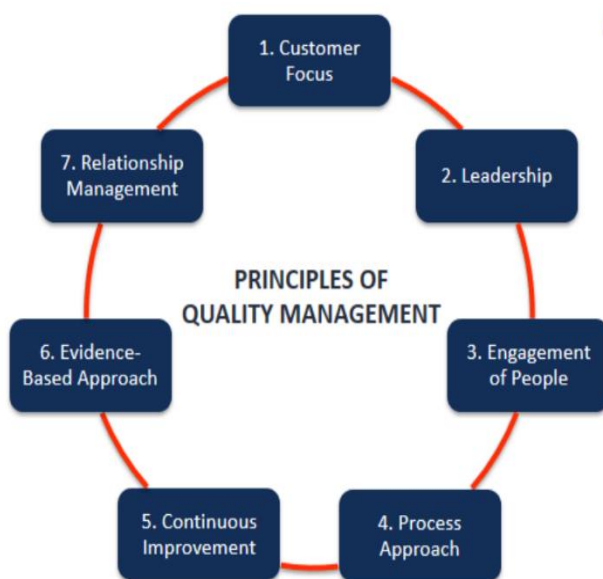 1. Customer
Focus
2. Leadership
3. Engagement
of People
4. Process
Approach
5. Continuous
Improvement
6. Evidence-
Based Approach
7. Relationship
Management
PRINCIPLES OF
QUALITY MANAGEMENT